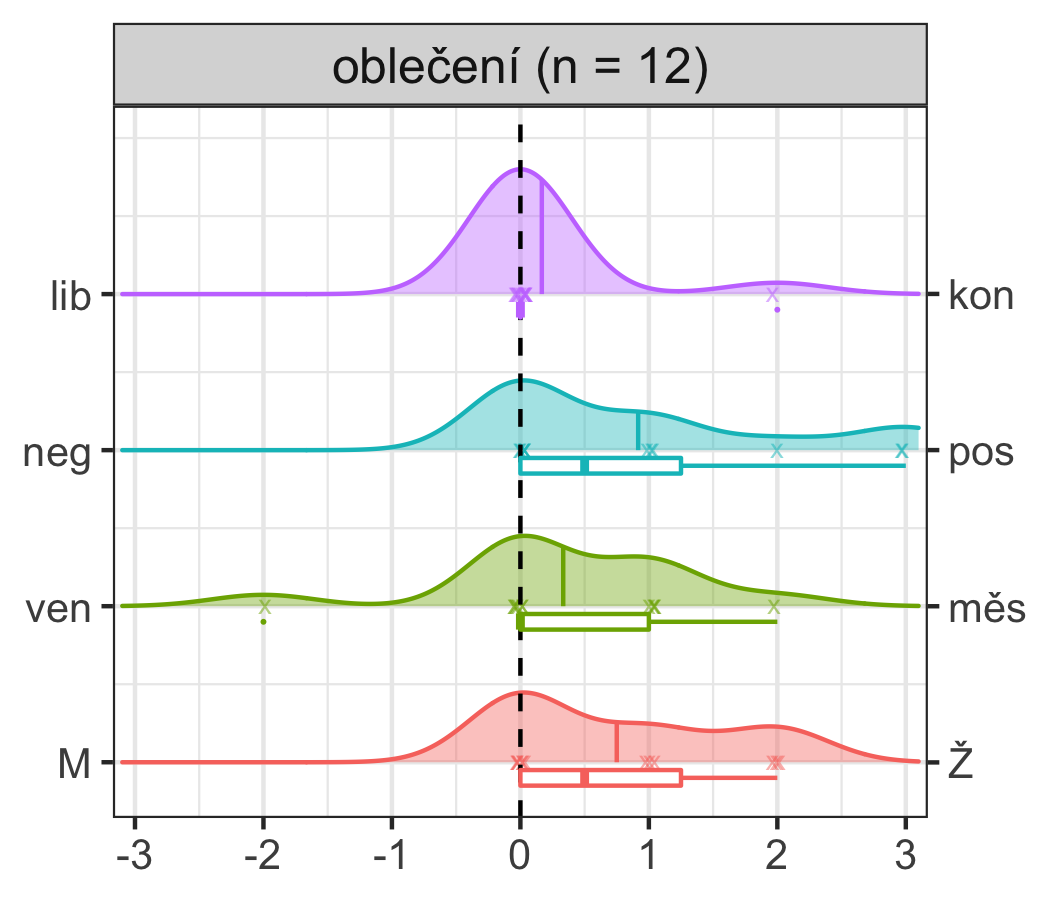 oblečení (n = 12)
lib kon
neg pos
ven měs
M Ž
-3 -2 -1 0 1 2 3